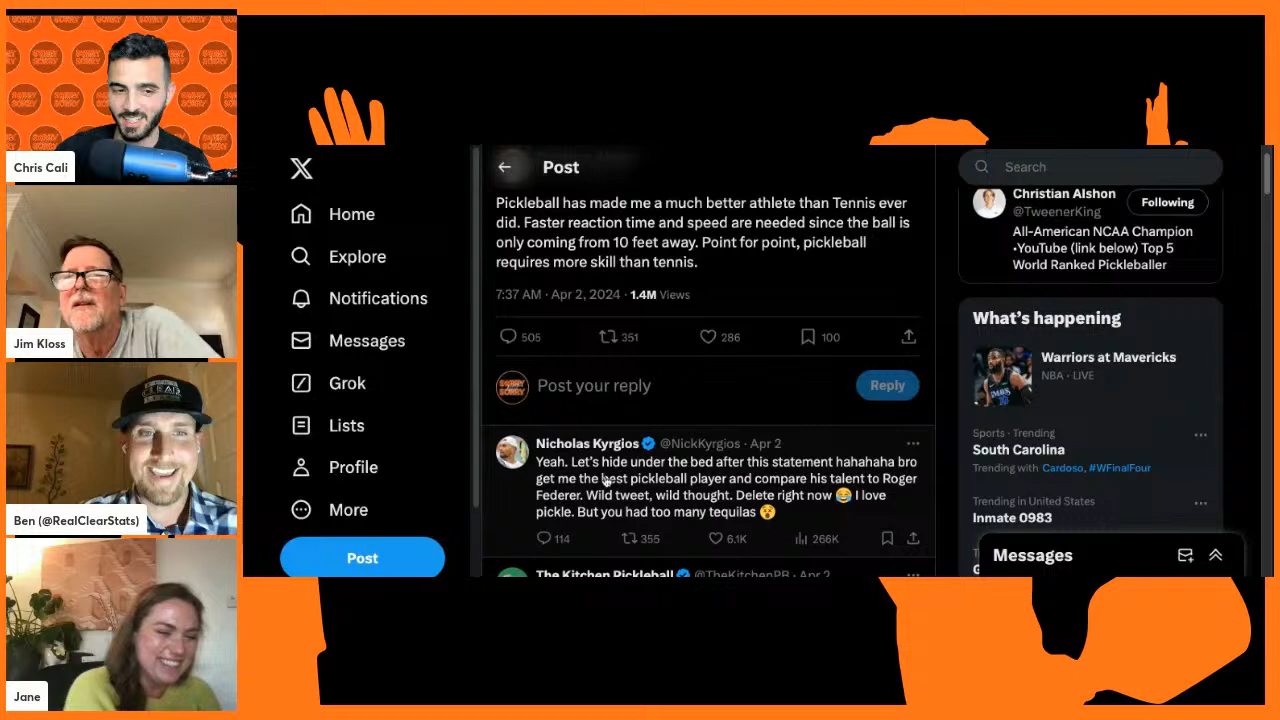 Chris Cali
Jim Kloss
CLEAR
Ben (@RealClearStats)
Jane
Home
Explore
Notifications
Messages
Grok
Lists
Profile
More
Post
Post
Pickleball has made me a much better athlete than Tennis ever
did. Faster reaction time and speed are needed since the ball is
only coming from 10 feet away. Point for point, pickleball
requires more skill than tennis.
7:37 AM · Apr 2, 2024 · 1.4M Views
505 351 286 100
Post your reply
Reply
Nicholas Kyrgios @NickKyrgios · Apr 2
Yeah. Let's hide under the bed after this statement hahahaha bro
get me the best pickleball player and compare his talent to Roger
Federer. Wild tweet, wild thought. Delete right now 😂 I love
pickle. But you had too many tequilas 😵
114 355 6.1K 266K
The Kitchen Pickleball @TheKitchenPB · Apr 2
Search
Christian Alshon
@TweenerKing
Following
All-American NCAA Champion
•YouTube (link below) Top 5
World Ranked Pickleballer
What's happening
Warriors at Mavericks
NBA · LIVE
Sports · Trending
South Carolina
Trending with Cardoso, #WFinalFour
Trending in United States
Inmate 0983
Messages